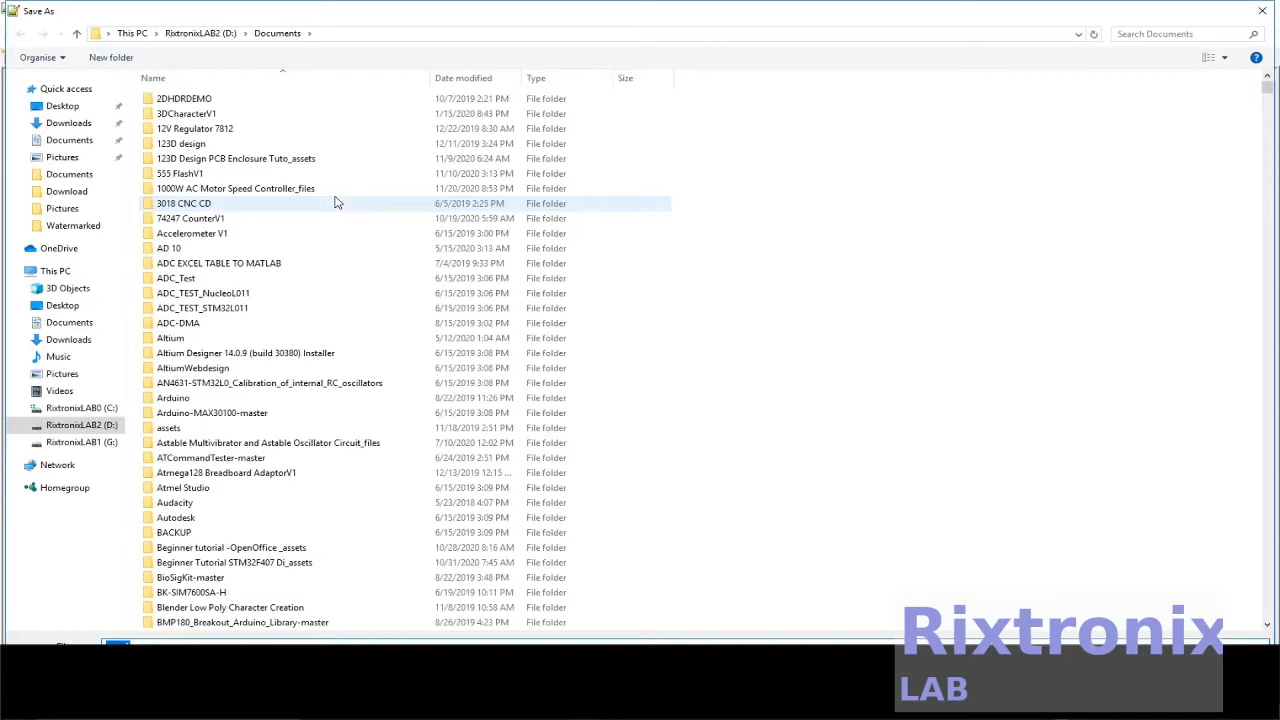 Save As
This PC > RixtronixLAB2 (D:) > Documents >
Search Documents
Organise
New folder
Name Date modified Type Size
Quick access
Desktop
Downloads
Documents
Pictures
Documents
Download
Pictures
Watermarked
OneDrive
This PC
3D Objects
Desktop
Documents
Downloads
Music
Pictures
Videos
RixtronixLAB0 (C:)
RixtronixLAB2 (D:)
RixtronixLAB1 (G:)
Network
Homegroup
2DHDRDEMO 10/7/2019 2:21 PM File folder
3DCharacterV1 1/15/2020 8:43 PM File folder
12V Regulator 7812 12/22/2019 8:30 AM File folder
123D design 12/11/2019 3:24 PM File folder
123D Design PCB Enclosure Tuto_assets 11/9/2020 6:24 AM File folder
555 FlashV1 11/10/2020 3:13 PM File folder
1000W AC Motor Speed Controller_files 11/20/2020 8:53 PM File folder
3018 CNC CD 6/5/2019 2:25 PM File folder
74247 CounterV1 10/19/2020 5:59 AM File folder
Accelerometer V1 6/15/2019 3:00 PM File folder
AD 10 5/15/2020 3:13 AM File folder
ADC EXCEL TABLE TO MATLAB 7/4/2019 9:33 PM File folder
ADC_Test 6/15/2019 3:06 PM File folder
ADC_TEST_NucleoL011 6/15/2019 3:06 PM File folder
ADC_TEST_STM32L011 6/15/2019 3:06 PM File folder
ADC-DMA 8/15/2019 3:02 PM File folder
Altium 5/12/2020 1:04 AM File folder
Altium Designer 14.0.9 (build 30380) Installer 6/15/2019 3:08 PM File folder
AltiumWebdesign 6/15/2019 3:08 PM File folder
AN4631-STM32L0_Calibration_of_internal_RC_oscillators 6/15/2019 3:08 PM File folder
Arduino 8/22/2019 11:26 PM File folder
Arduino-MAX30100-master 6/15/2019 3:08 PM File folder
assets 11/18/2019 2:51 PM File folder
Astable Multivibrator and Astable Oscillator Circuit_files 7/10/2020 12:02 PM File folder
ATCommandTester-master 6/24/2019 2:51 PM File folder
Atmega128 Breadboard AdaptorV1 12/13/2019 12:15 ... File folder
Atmel Studio 6/15/2019 3:09 PM File folder
Audacity 5/23/2018 4:07 PM File folder
Autodesk 6/15/2019 3:09 PM File folder
BACKUP 6/15/2019 3:09 PM File folder
Beginner tutorial -OpenOffice _assets 10/28/2020 8:16 AM File folder
Beginner Tutorial STM32F407 Di_assets 10/31/2020 7:45 AM File folder
BioSigKit-master 8/22/2019 3:48 PM File folder
BK-SIM7600SA-H 6/19/2019 10:11 PM File folder
Blender Low Poly Character Creation 11/8/2019 10:58 AM File folder
BMP180_Breakout_Arduino_Library-master 8/26/2019 4:23 PM File folder
Rixtronix
LAB